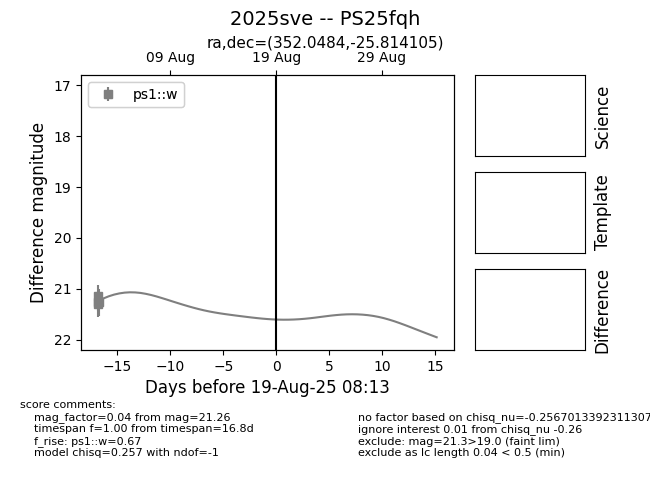 2025sve -- PS25fqh
ra,dec=(352.0484,-25.814105)
09 Aug
19 Aug
29 Aug
ps1::w
17
18
19
20
21
22
Difference magnitude
−15
−10
−5
0
5
10
15
Days before 19-Aug-25 08:13
Science
Template
Difference
score comments:
mag_factor=0.04 from mag=21.26
timespan f=1.00 from timespan=16.8d
f_rise: ps1::w=0.67
model chisq=0.257 with ndof=-1
no factor based on chisq_nu=-0.2567013392311307
ignore interest 0.01 from chisq_nu -0.26
exclude: mag=21.3>19.0 (faint lim)
exclude as lc length 0.04 < 0.5 (min)